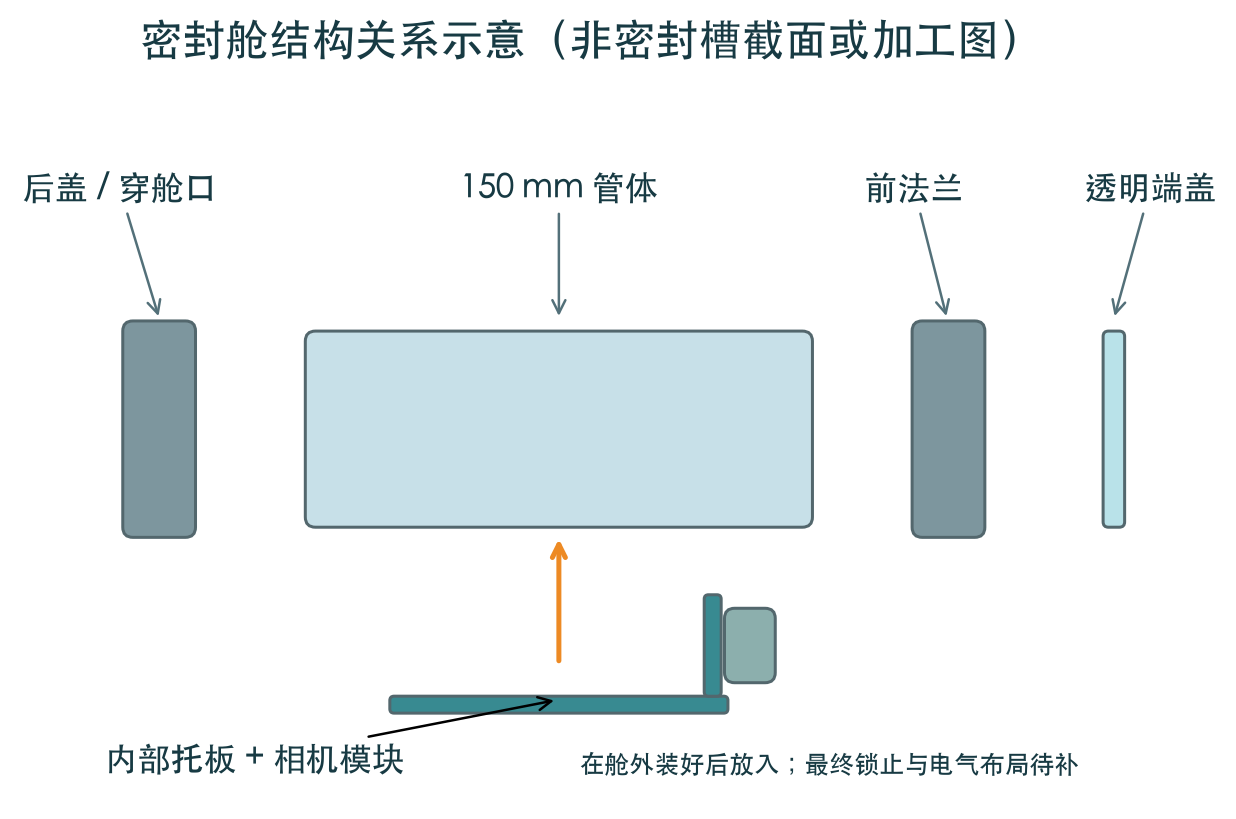 密封舱结构关系示意（非密封槽截面或加工图）
后盖 / 穿舱口
150 mm 管体
前法兰
透明端盖
内部托板 + 相机模块
在舱外装好后放入；最终锁止与电气布局待补